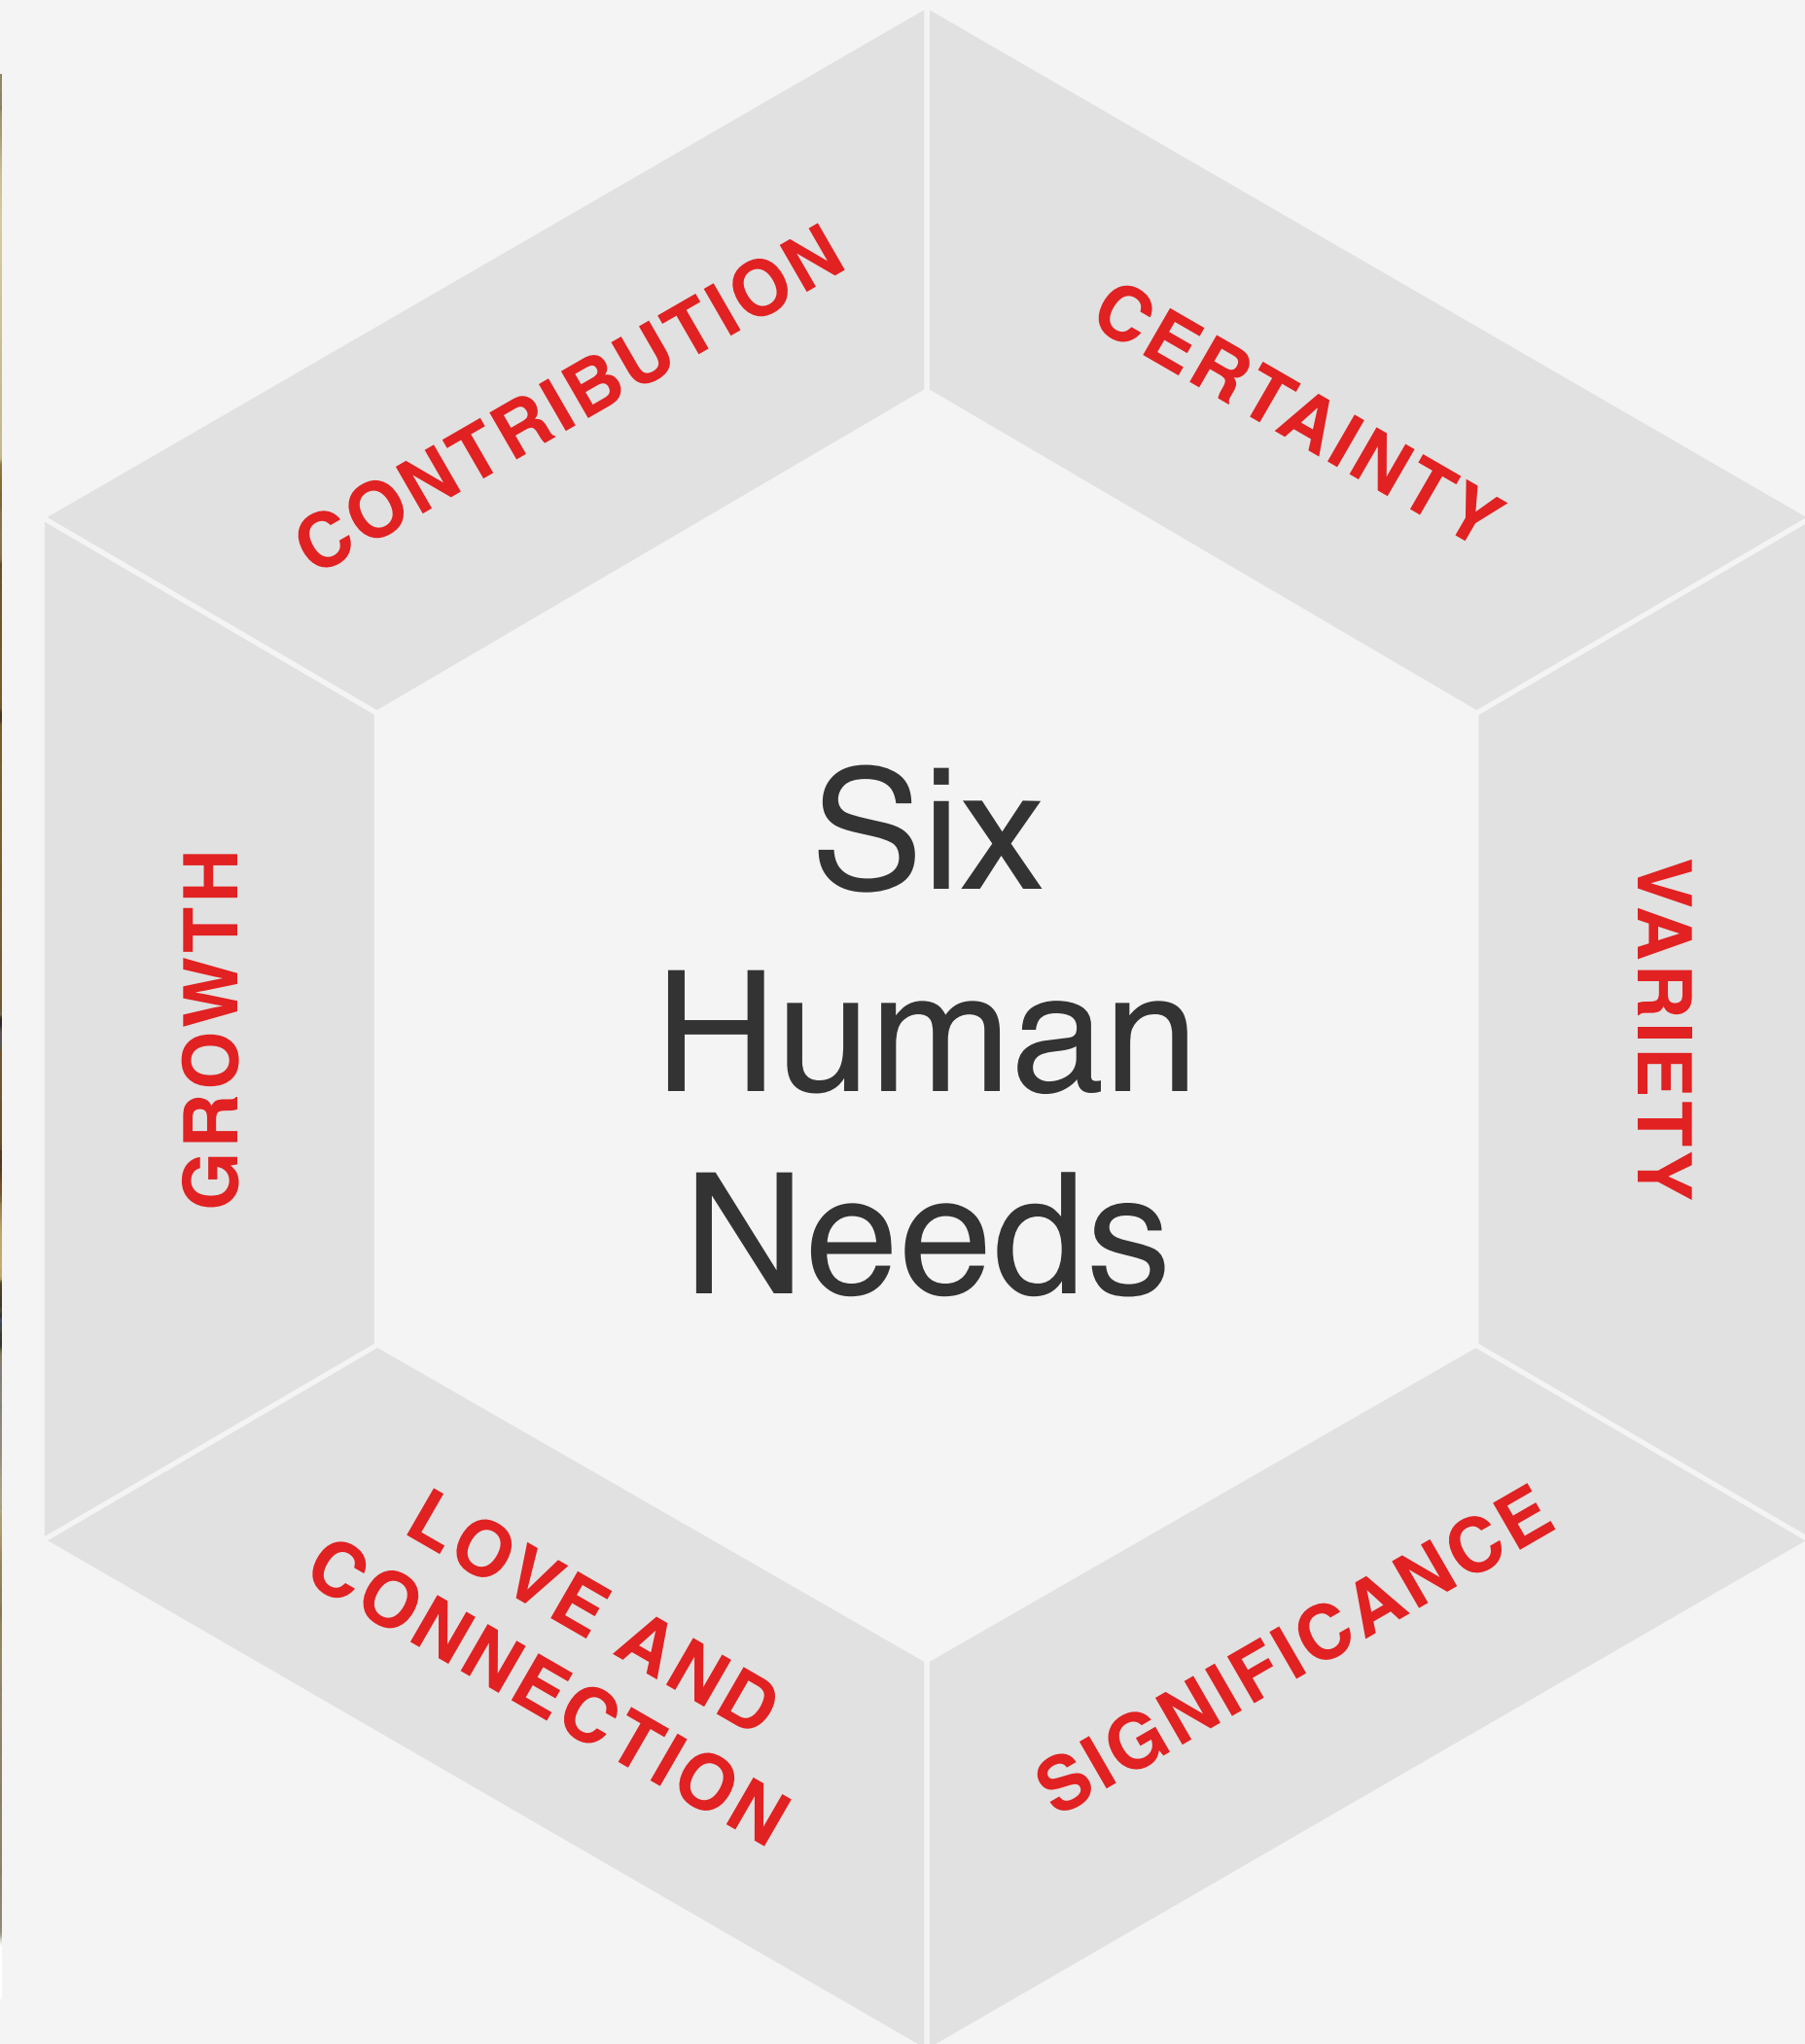 CONTRIBUTION
CERTAINTY
GROWTH
Six
Human
Needs
VARIETY
LOVE AND
CONNECTION
SIGNIFICANCE